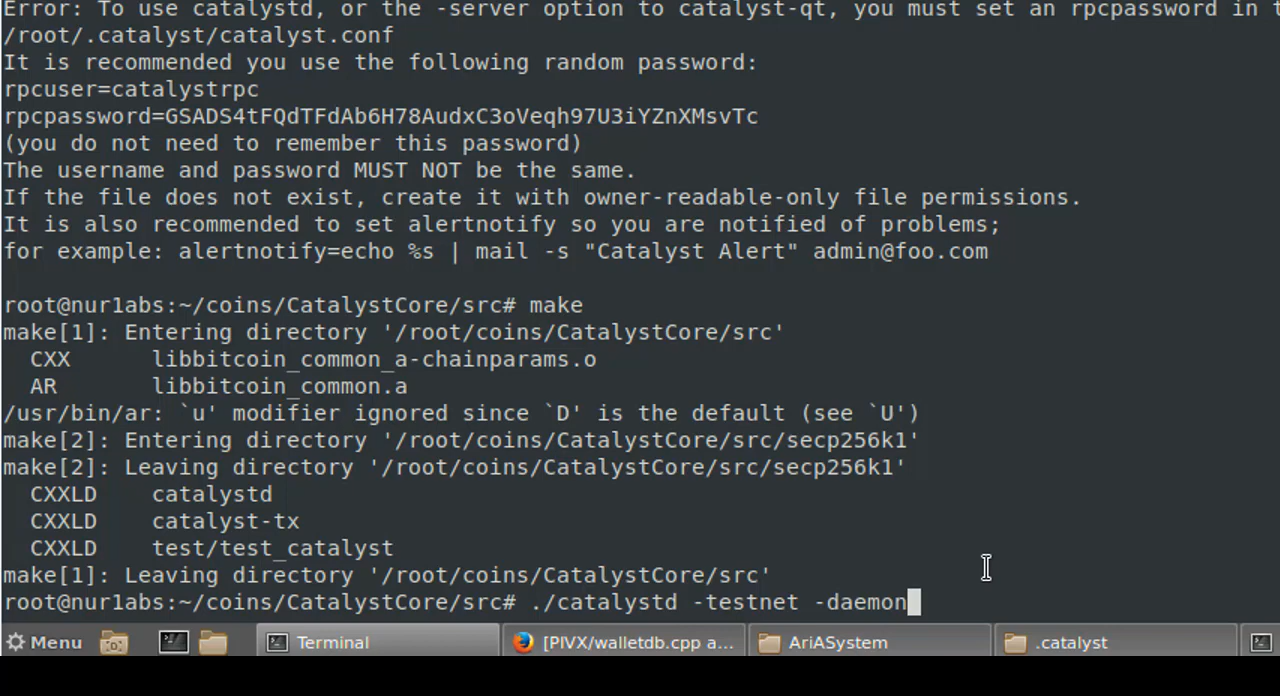 Error: To use catalystd, or the -server option to catalyst-qt, you must set an rpcpassword in
/root/.catalyst/catalyst.conf
It is recommended you use the following random password:
rpcuser=catalystrpc
rpcpassword=GSADS4tFQdTFdAb6H78AudxC3oVeqh97U3iYZnXMsvTc
(you do not need to remember this password)
The username and password MUST NOT be the same.
If the file does not exist, create it with owner-readable-only file permissions.
It is also recommended to set alertnotify so you are notified of problems;
for example: alertnotify=echo %s | mail -s "Catalyst Alert" admin@foo.com
root@nur1abs:~/coins/CatalystCore/src# make
make[1]: Entering directory '/root/coins/CatalystCore/src'
CXX libbitcoin_common_a-chainparams.o
AR libbitcoin_common.a
/usr/bin/ar: `u' modifier ignored since `D' is the default (see `U')
make[2]: Entering directory '/root/coins/CatalystCore/src/secp256k1'
make[2]: Leaving directory '/root/coins/CatalystCore/src/secp256k1'
CXXLD catalystd
CXXLD catalyst-tx
CXXLD test/test_catalyst
make[1]: Leaving directory '/root/coins/CatalystCore/src'
root@nur1abs:~/coins/CatalystCore/src# ./catalystd -testnet -daemon
Menu Terminal [PIVX/walletdb.cpp a... AriASystem .catalyst